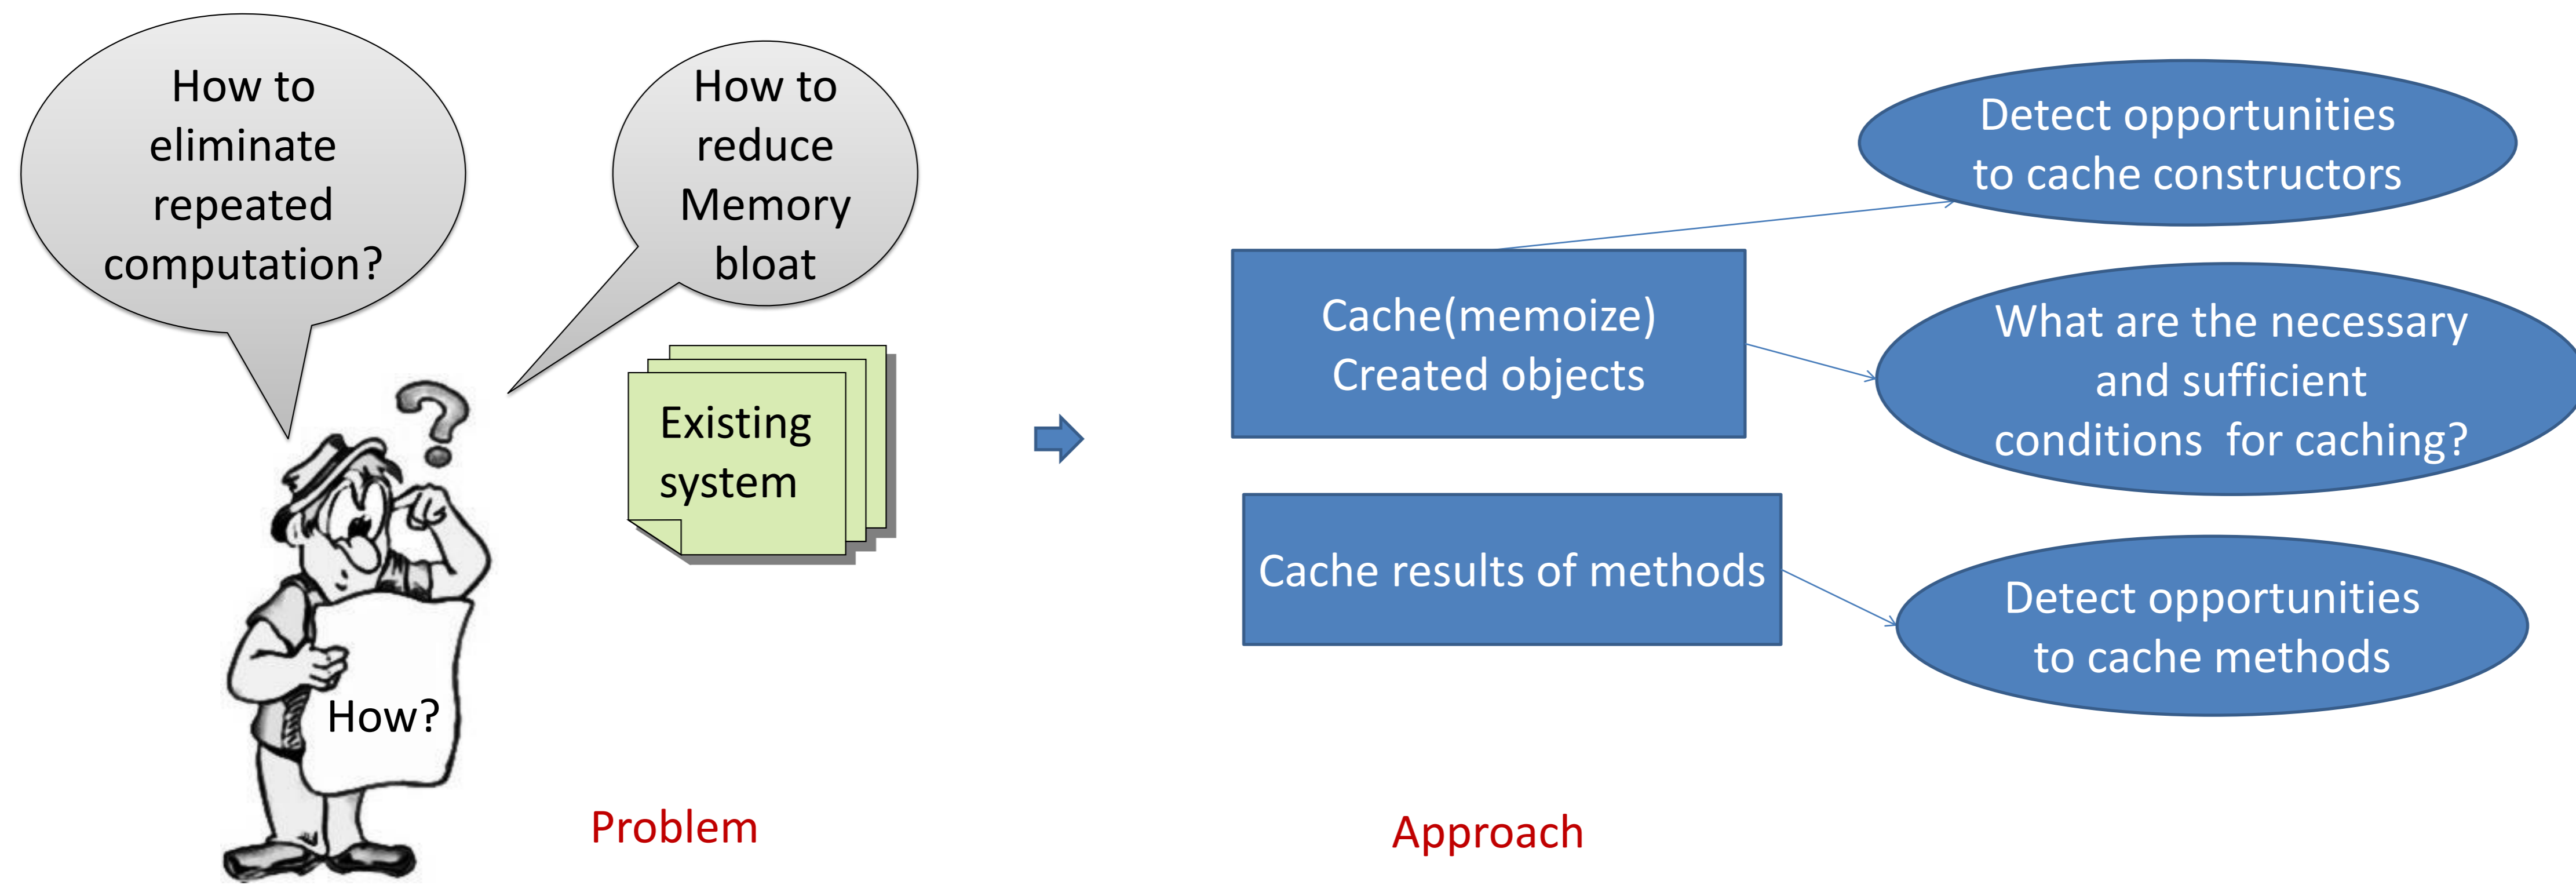 How to
eliminate
repeated
computation?
How to
reduce
Memory
bloat
Existing
system
How?
Problem
Cache(memoize)
Created objects
Cache results of methods
Detect opportunities
to cache constructors
What are the necessary
and sufficient
conditions  for caching?
Detect opportunities
to cache methods
Approach